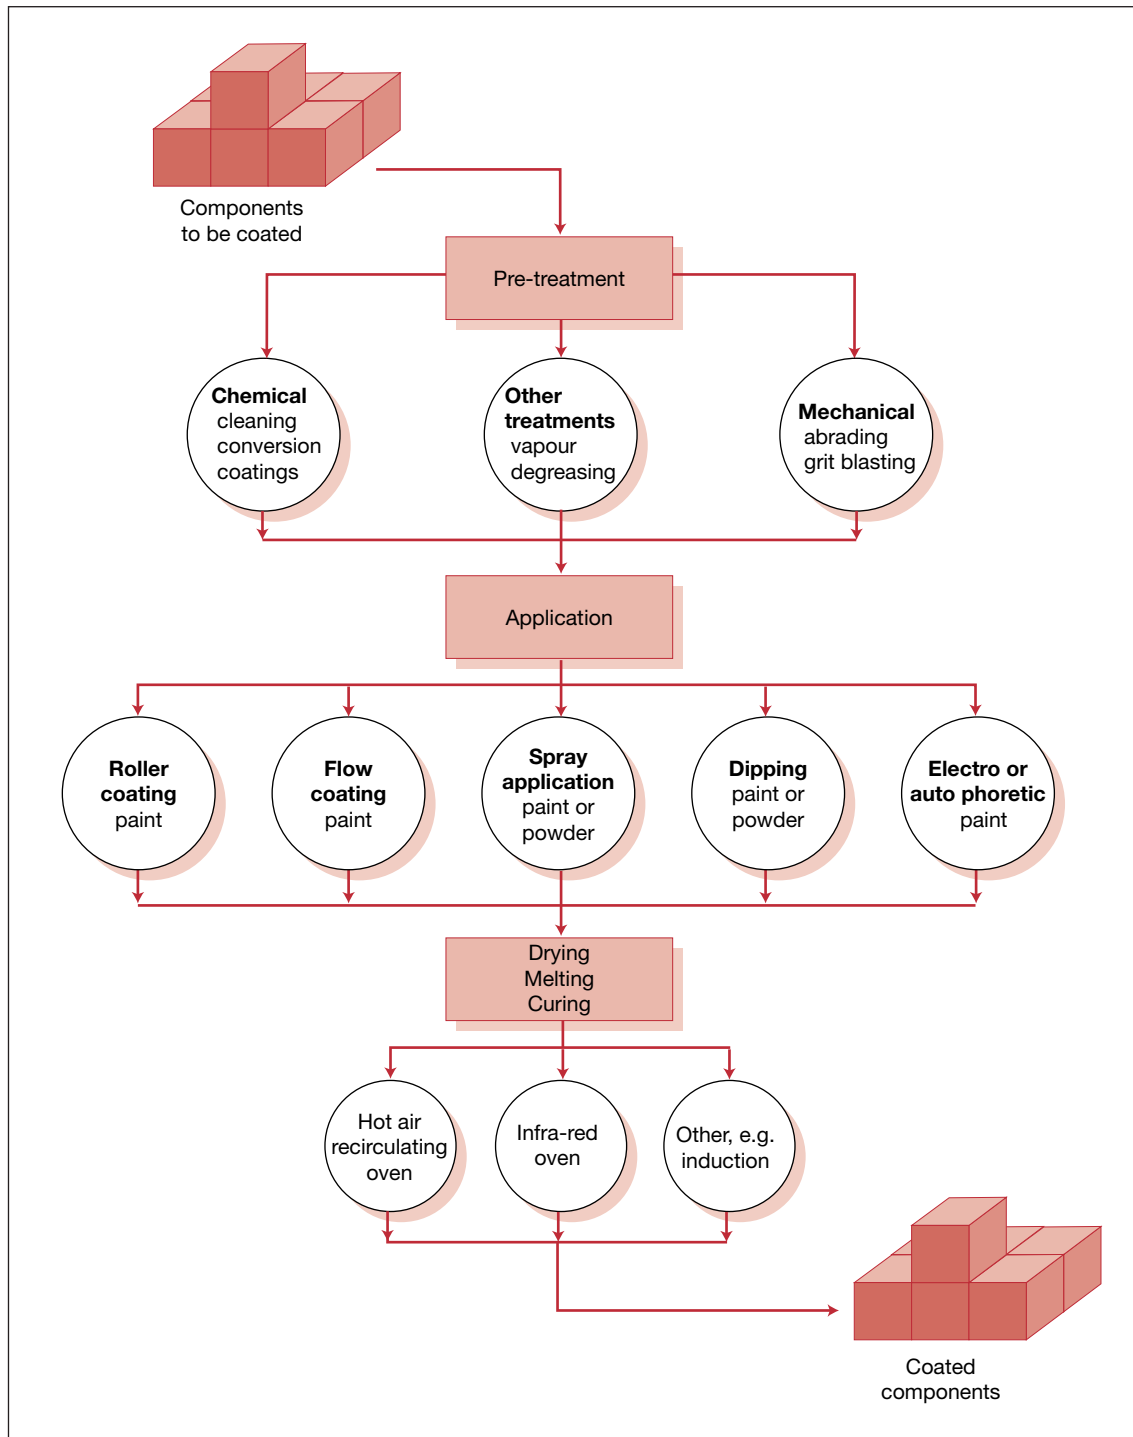 Components
to be coated
Pre-treatment
Chemical
cleaning
conversion
coatings
Other
treatments
vapour
degreasing
Mechanical
abrading
grit blasting
Application
Roller
coating
paint
Flow
coating
paint
Spray
application
paint or
powder
Dipping
paint or
powder
Electro or
auto phoretic
paint
Drying
Melting
Curing
Hot air
recirculating
oven
Infra-red
oven
Other, e.g.
induction
Coated
components